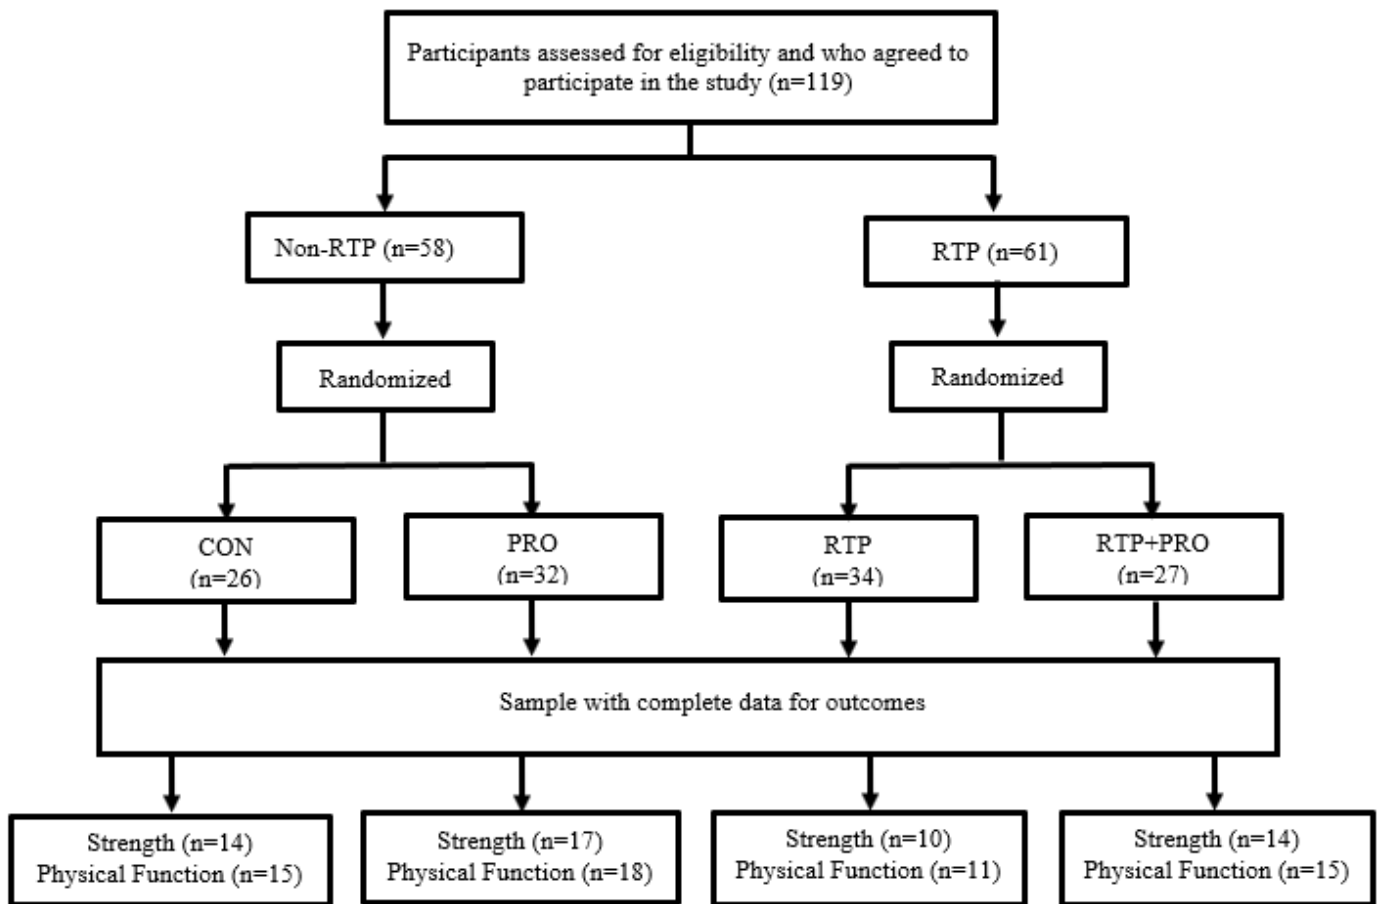 Participants assessed for eligibility and who agreed to
participate in the study (n=119)
Non-RTP (n=58)
RTP (n=61)
Randomized
Randomized
CON
(n=26)
PRO
(n=32)
RTP
(n=34)
RTP+PRO
(n=27)
Sample with complete data for outcomes
Strength (n=14)
Physical Function (n=15)
Strength (n=17)
Physical Function (n=18)
Strength (n=10)
Physical Function (n=11)
Strength (n=14)
Physical Function (n=15)